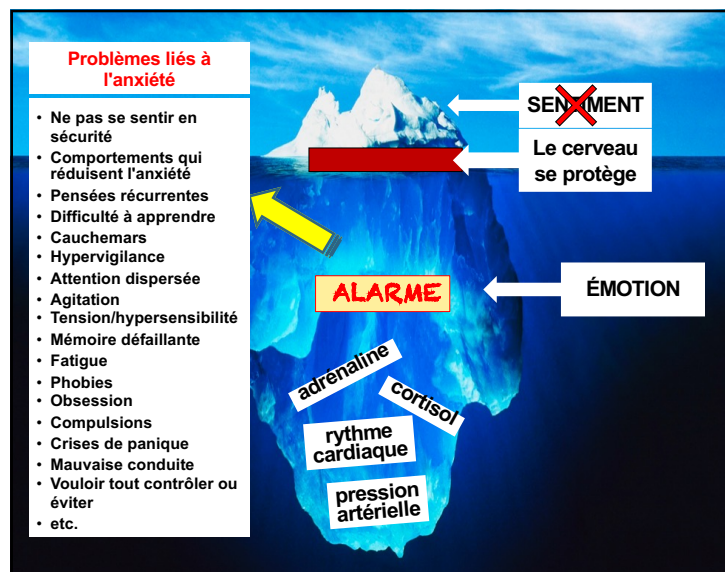 Problèmes liés à
l'anxiété
• Ne pas se sentir en
sécurité
• Comportements qui
réduisent l'anxiété
• Pensées récurrentes
• Difficulté à apprendre
• Cauchemars
• Hypervigilance
• Attention dispersée
• Agitation
• Tension/hypersensibilité
• Mémoire défaillante
• Fatigue
• Phobies
• Obsession
• Compulsions
• Crises de panique
• Mauvaise conduite
• Vouloir tout contrôler ou
éviter
• etc.
SENTIMENT
Le cerveau
se protège
ALARME
ÉMOTION
adrénaline
cortisol
rythme
cardiaque
pression
artérielle